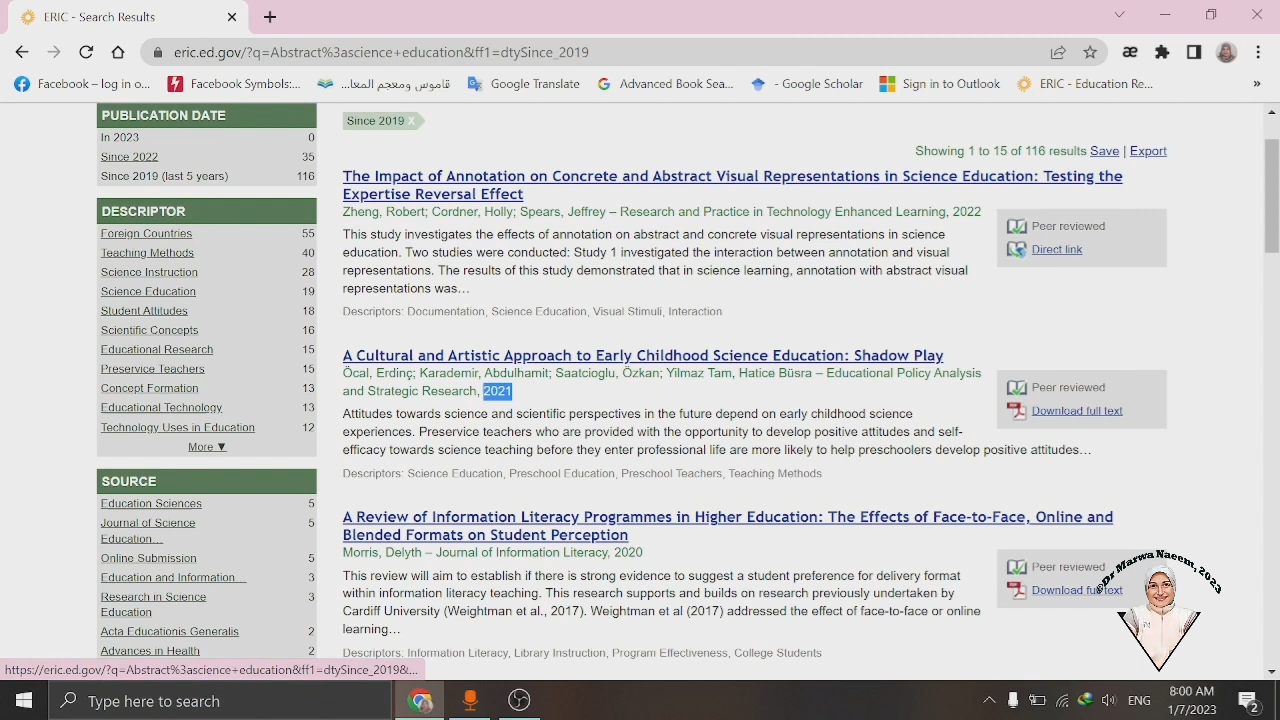 ERIC - Search Results
eric.ed.gov/?q=Abstract%3ascience+education&ff1=dtySince_2019
Facebook – log in o...
Facebook Symbols:...
قاموس ومعجم المعا...
Google Translate
Advanced Book Sea...
- Google Scholar
Sign in to Outlook
ERIC - Education Re...
»
PUBLICATION DATE
In 2023 0
Since 2022 35
Since 2019 (last 5 years) 116
DESCRIPTOR
Foreign Countries 55
Teaching Methods 40
Science Instruction 28
Science Education 19
Student Attitudes 18
Scientific Concepts 16
Educational Research 15
Preservice Teachers 15
Concept Formation 13
Educational Technology 13
Technology Uses in Education 12
More ▼
SOURCE
Education Sciences 5
Journal of Science 5
Education...
Online Submission 5
Education and Information... 3
Research in Science 3
Education
Acta Educationis Generalis 2
Advances in Health 2
Since 2019 X
Showing 1 to 15 of 116 results Save | Export
The Impact of Annotation on Concrete and Abstract Visual Representations in Science Education: Testing the
Expertise Reversal Effect
Zheng, Robert; Cordner, Holly; Spears, Jeffrey – Research and Practice in Technology Enhanced Learning, 2022
This study investigates the effects of annotation on abstract and concrete visual representations in science
education. Two studies were conducted: Study 1 investigated the interaction between annotation and visual
representations. The results of this study demonstrated that in science learning, annotation with abstract visual
representations was…
Descriptors: Documentation, Science Education, Visual Stimuli, Interaction
Peer reviewed
Direct link
A Cultural and Artistic Approach to Early Childhood Science Education: Shadow Play
Öcal, Erdinç; Karademir, Abdulhamit; Saatcioglu, Özkan; Yilmaz Tam, Hatice Büsra – Educational Policy Analysis
and Strategic Research, 2021
Attitudes towards science and scientific perspectives in the future depend on early childhood science
experiences. Preservice teachers who are provided with the opportunity to develop positive attitudes and self-
efficacy towards science teaching before they enter professional life are more likely to help preschoolers develop positive attitudes…
Descriptors: Science Education, Preschool Education, Preschool Teachers, Teaching Methods
Peer reviewed
Download full text
A Review of Information Literacy Programmes in Higher Education: The Effects of Face-to-Face, Online and
Blended Formats on Student Perception
Morris, Delyth – Journal of Information Literacy, 2020
This review will aim to establish if there is strong evidence to suggest a student preference for delivery format
within information literacy teaching. This research supports and builds on research previously undertaken by
Cardiff University (Weightman et al., 2017). Weightman et al (2017) addressed the effect of face-to-face or online
learning…
Descriptors: Information Literacy, Library Instruction, Program Effectiveness, College Students
Peer reviewed
Download full text
©Dr Marwa Naeem, 2022
https://eric.ed.gov/?q=Abstract%3ascience+education&ff1=dtySince_2019&...
Type here to search
ENG
8:00 AM
1/7/2023
2